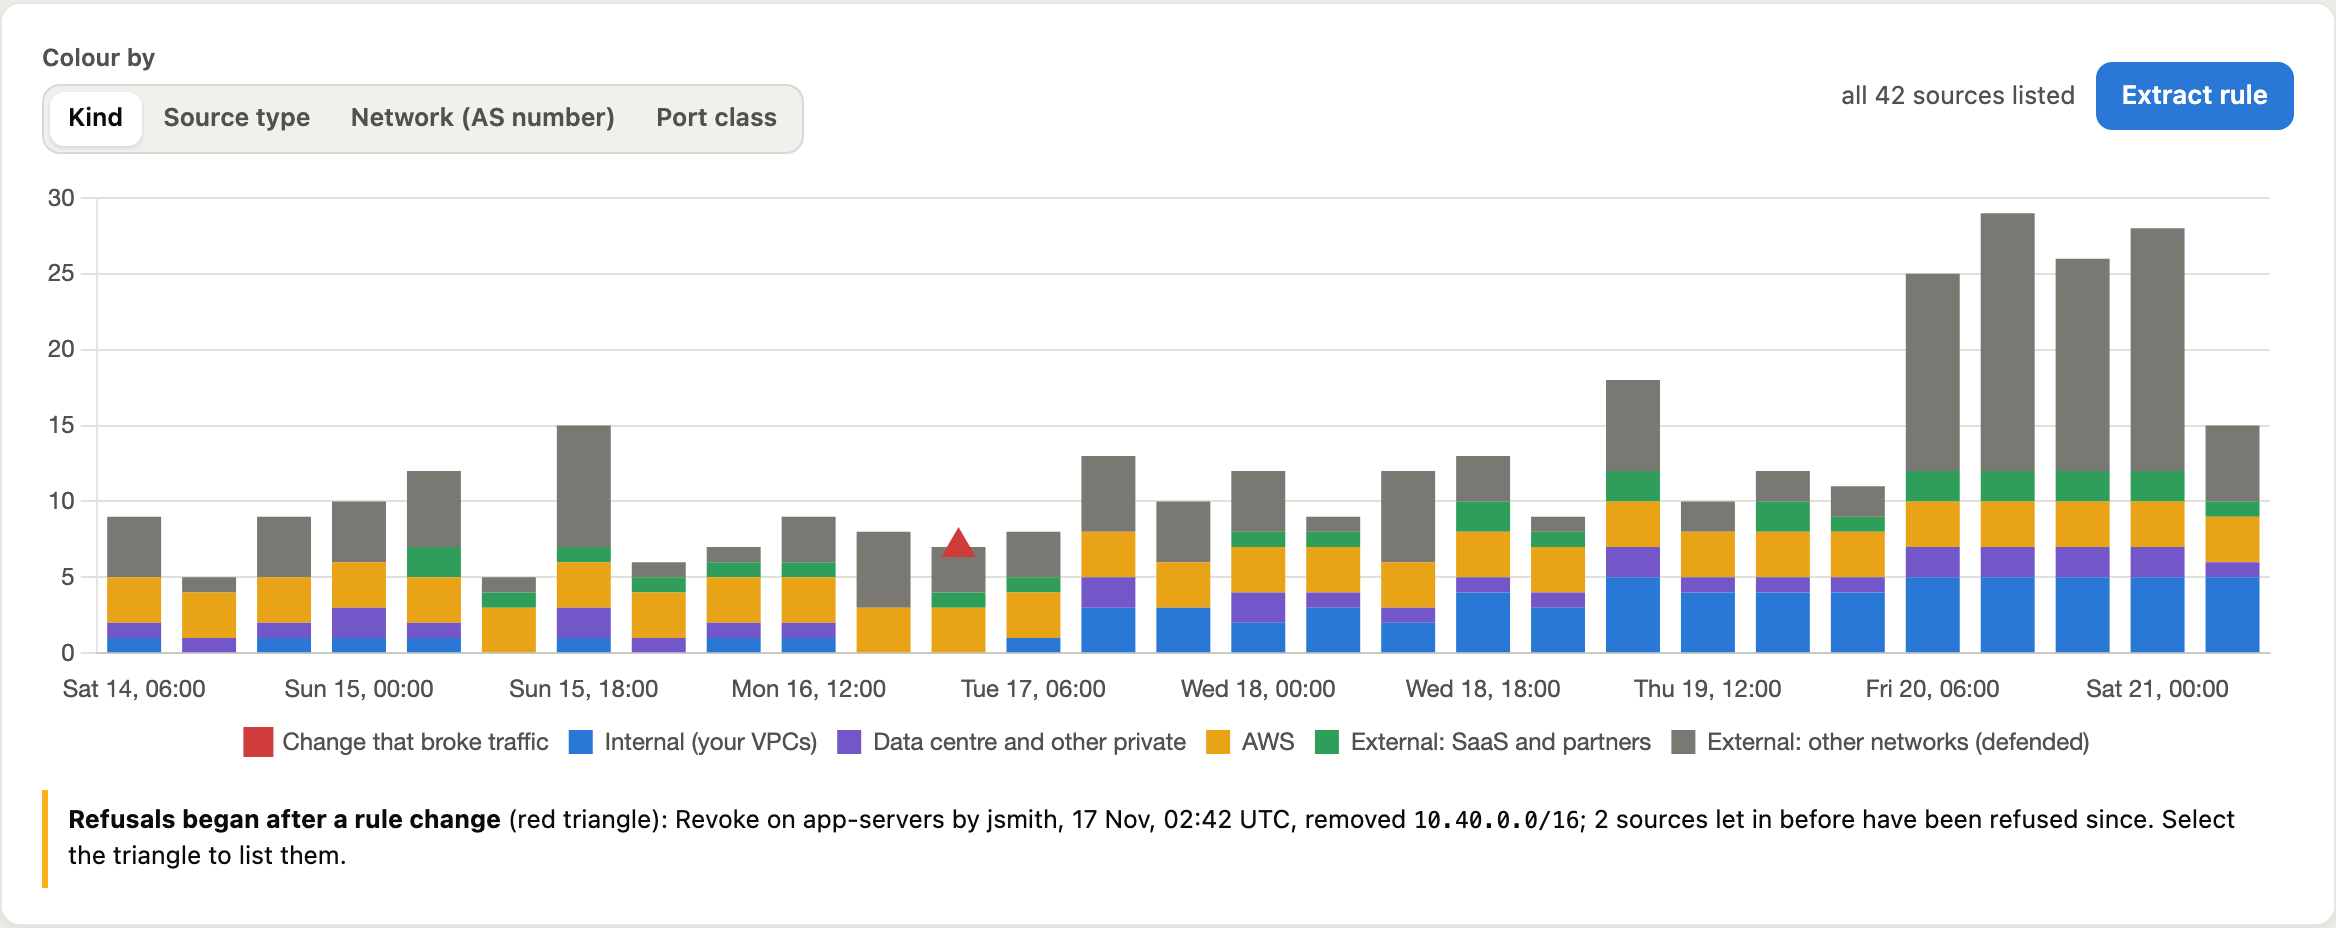 Colour by
Kind Source type Network (AS number) Port class
all 42 sources listed
Extract rule
30
25
20
15
10
5
0
Sat 14, 06:00 Sun 15, 00:00 Sun 15, 18:00 Mon 16, 12:00 Tue 17, 06:00 Wed 18, 00:00 Wed 18, 18:00 Thu 19, 12:00 Fri 20, 06:00 Sat 21, 00:00
Change that broke traffic Internal (your VPCs) Data centre and other private AWS External: SaaS and partners External: other networks (defended)
Refusals began after a rule change (red triangle): Revoke on app-servers by jsmith, 17 Nov, 02:42 UTC, removed 10.40.0.0/16; 2 sources let in before have been refused since. Select
the triangle to list them.